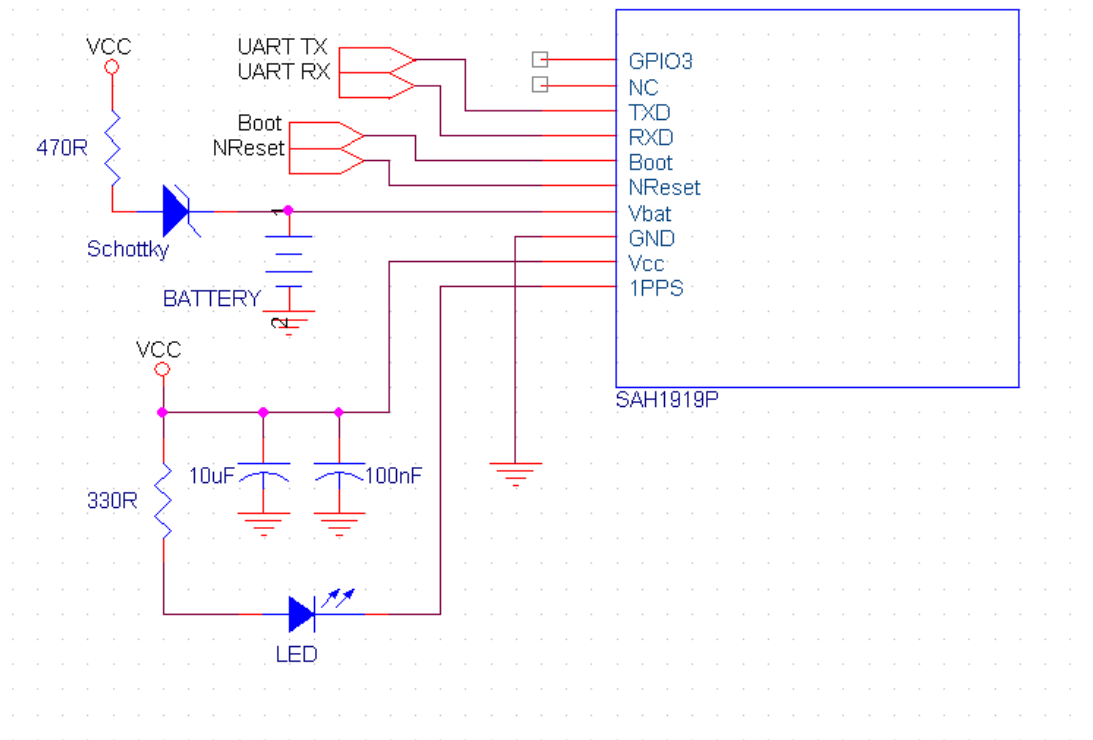 VCC
UART TX
UART RX
470R
Boot
NReset
Schottky
1
BATTERY
2
GPIO3
NC
TXD
RXD
Boot
NReset
Vbat
GND
Vcc
1PPS
SAH1919P
VCC
10uF
100nF
330R
LED